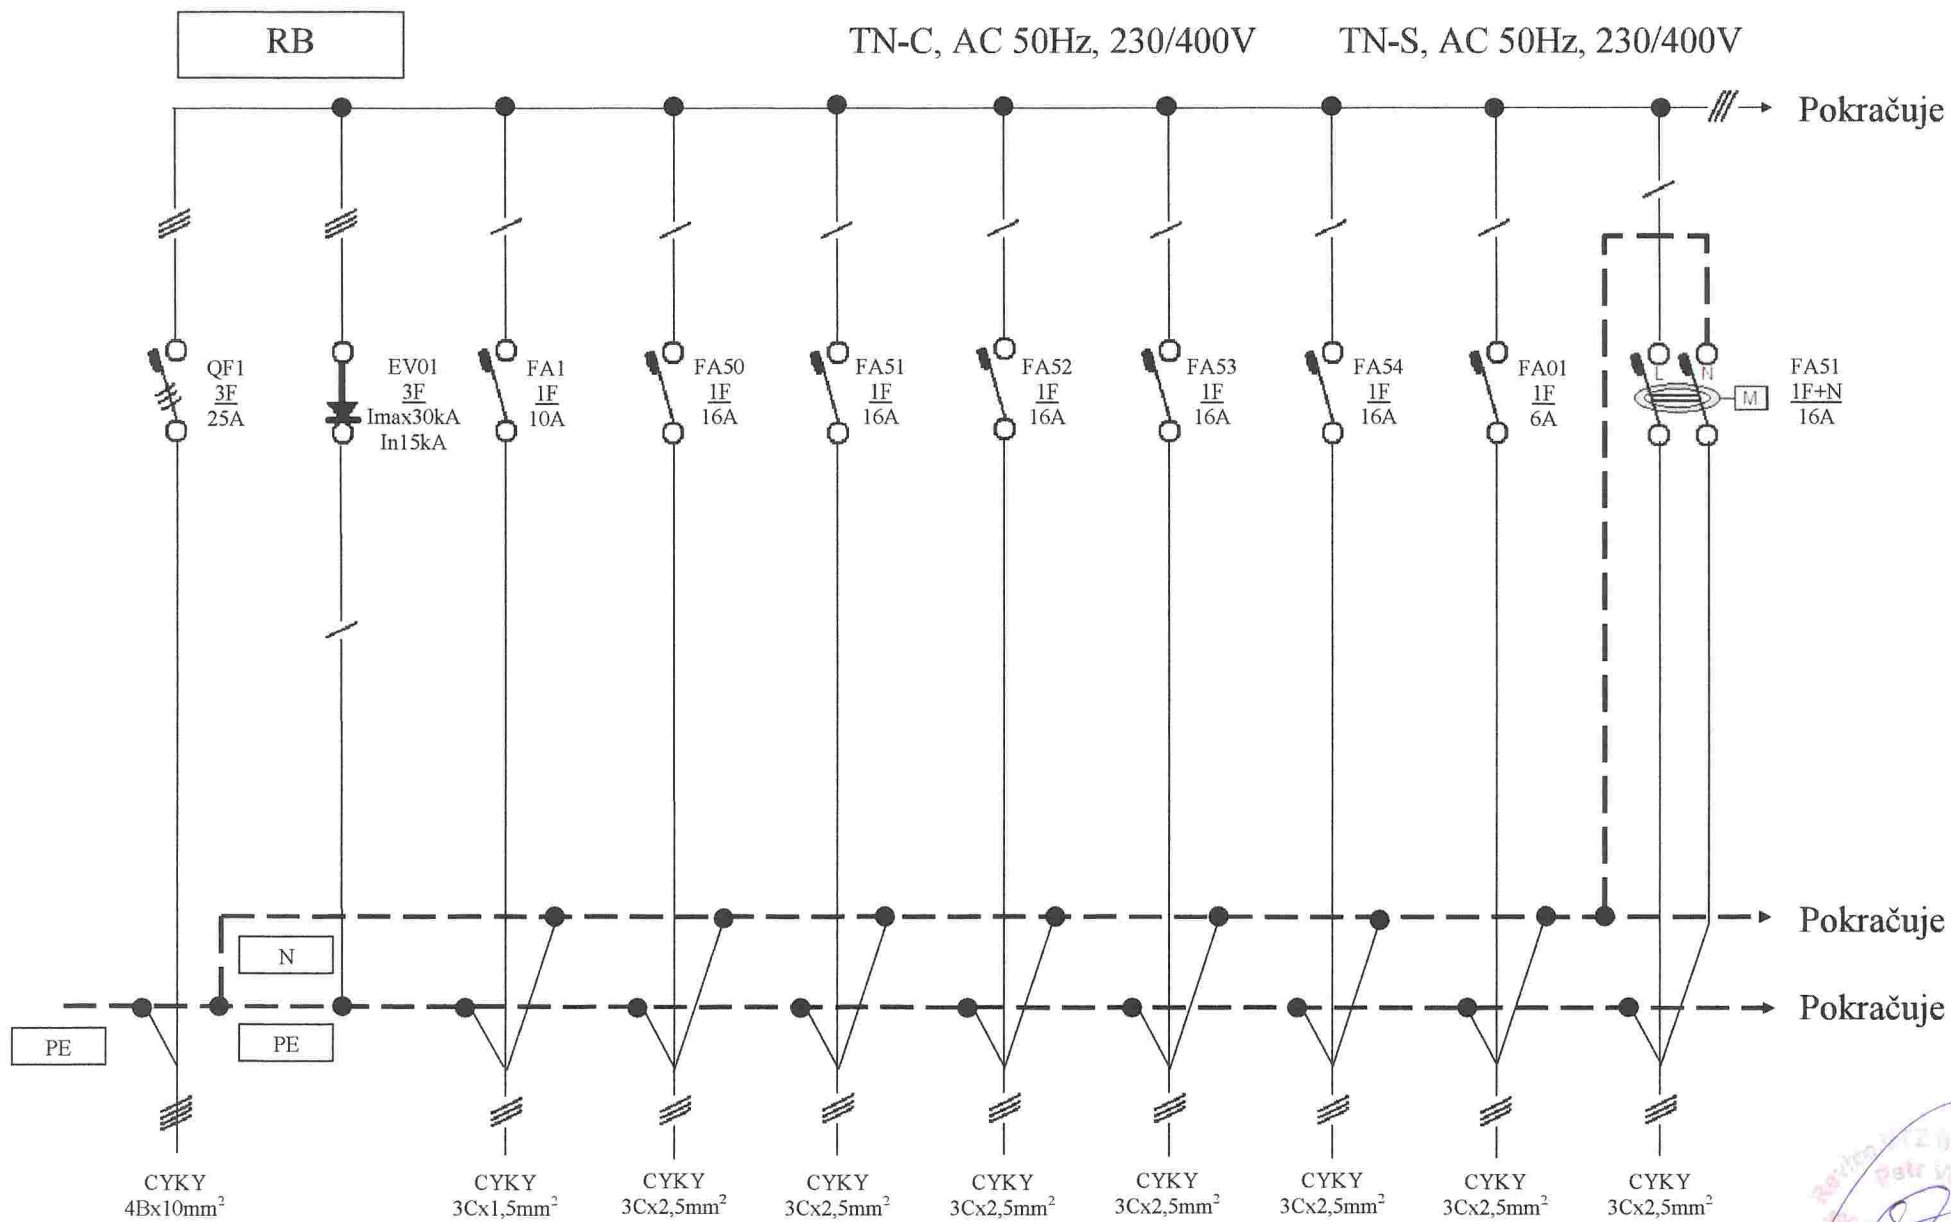 RB
TN-C, AC 50Hz, 230/400V
TN-S, AC 50Hz, 230/400V
Pokračuje
QF1
3F
25A
EV01
3F
Imax30kA
In15kA
FA1
1F
10A
FA50
1F
16A
FA51
1F
16A
FA52
1F
16A
FA53
1F
16A
FA54
1F
16A
FA01
1F
6A
L
N
M
FA51
1F+N
16A
Pokračuje
N
Pokračuje
PE
PE
CYKY
4Bx10mm²
CYKY
3Cx1,5mm²
CYKY
3Cx2,5mm²
CYKY
3Cx2,5mm²
CYKY
3Cx2,5mm²
CYKY
3Cx2,5mm²
CYKY
3Cx2,5mm²
CYKY
3Cx2,5mm²
CYKY
3Cx2,5mm²
Petr